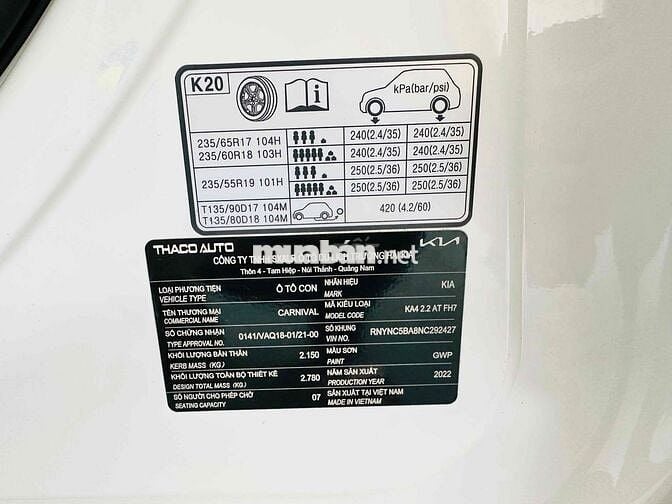 K20
kPa(bar/psi)
235/65R17 104H 240(2.4/35) 240(2.4/35)
235/60R18 103H 240(2.4/35) 240(2.4/35)
235/55R19 101H 250(2.5/36) 250(2.5/36)
250(2.5/36) 250(2.5/36)
T135/90D17 104M 420 (4.2/60)
T135/80D18 104M
muaban.net
THACO AUTO KIA
CÔNG TY TNHH
Thôn 4 - Tam Hiệp - Núi Thành - Quảng Nam
LOẠI PHƯƠNG TIỆN Ô TÔ CON NHÃN HIỆU KIA
VEHICLE TYPE MARK
TÊN THƯƠNG MẠI CARNIVAL MÃ KIỂU LOẠI KA4 2.2 AT FH7
COMMERCIAL NAME MODEL CODE
SỐ CHỨNG NHẬN 0141/VAQ18-01/21-00 SỐ KHUNG RNYNC5BA8NC292427
TYPE APPROVAL NO. VIN NO.
KHỐI LƯỢNG BẢN THÂN 2.150 MÀU SƠN GWP
KERB MASS (KG) PAINT
KHỐI LƯỢNG TOÀN BỘ THIẾT KẾ 2.780 NĂM SẢN XUẤT 2022
DESIGN TOTAL MASS (KG) PRODUCTION YEAR
SỐ NGƯỜI CHO PHÉP CHỞ 07 SẢN XUẤT TẠI VIỆT NAM
SEATING CAPACITY MADE IN VIETNAM